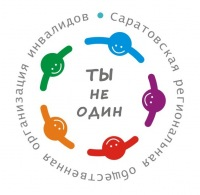 Саратовская региональная общественная организация инвалидов •
ТЫ
НЕ
ОДИН